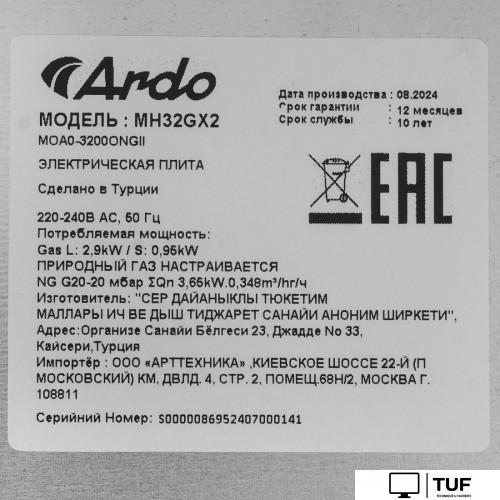 Ardo
Дата производства : 08.2024
Срок гарантии : 12 месяцев
Срок службы : 10 лет
МОДЕЛЬ : MH32GX2
MOA0-3200ONGII
ЭЛЕКТРИЧЕСКАЯ ПЛИТА
Сделано в Турции
EAC
220-240В AC, 50 Гц
Потребляемая мощность:
Gas L: 2,9kW / S: 0,95kW
ПРИРОДНЫЙ ГАЗ НАСТРАИВАЕТСЯ
NG G20-20 мбар ΣQn 3,65kW.0,348m³/hг/ч
Изготовитель: "СЕР ДАЙАНЫКЛЫ ТЮКЕТИМ
МАЛЛАРЫ ИЧ ВЕ ДЫШ ТИДЖАРЕТ САНАЙИ АНОНИМ ШИРКЕТИ",
Адрес:Организе Санайи Бёлгеси 23, Джадде No 33,
Кайсери,Турция
Импортёр : ООО «АРТТЕХНИКА» ,КИЕВСКОЕ ШОССЕ 22-Й (П
МОСКОВСКИЙ) КМ, ДВЛД. 4, СТР. 2, ПОМЕЩ.68Н/2, МОСКВА Г.
108811
Серийный Номер: S0000086952407000141
TUF
TECHNIQUE & FAVORITE